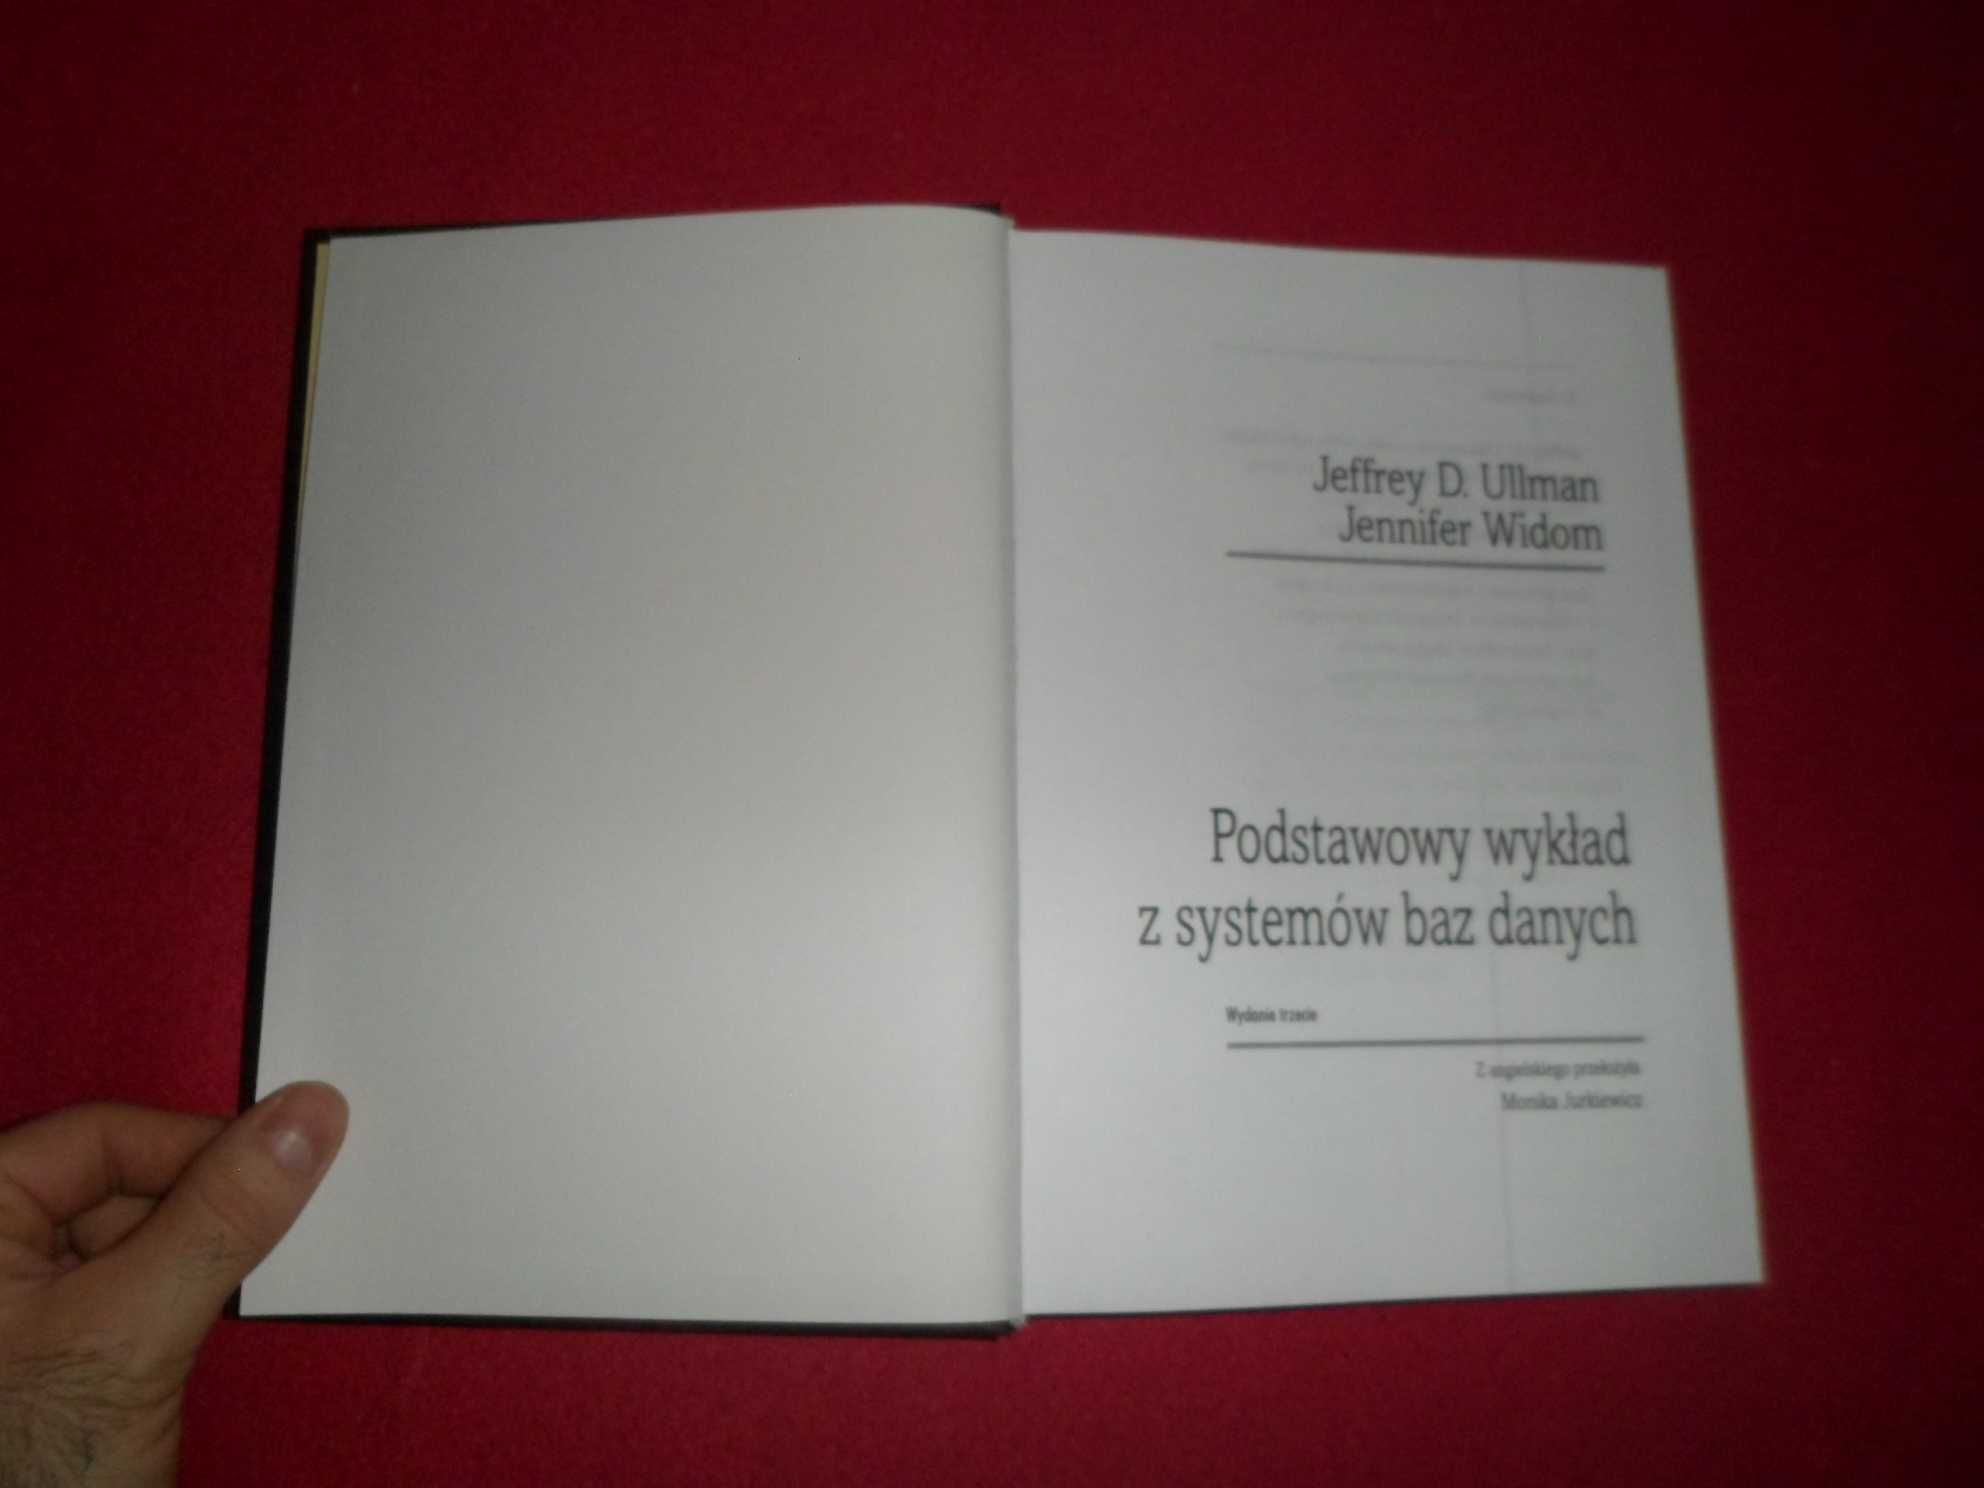 Jeffrey D. Ullman
Jennifer Widom
Podstawowy wykład
z systemów baz danych
Wydanie trzecie
Z angielskiego przełożyła
Monika Jurkiewicz